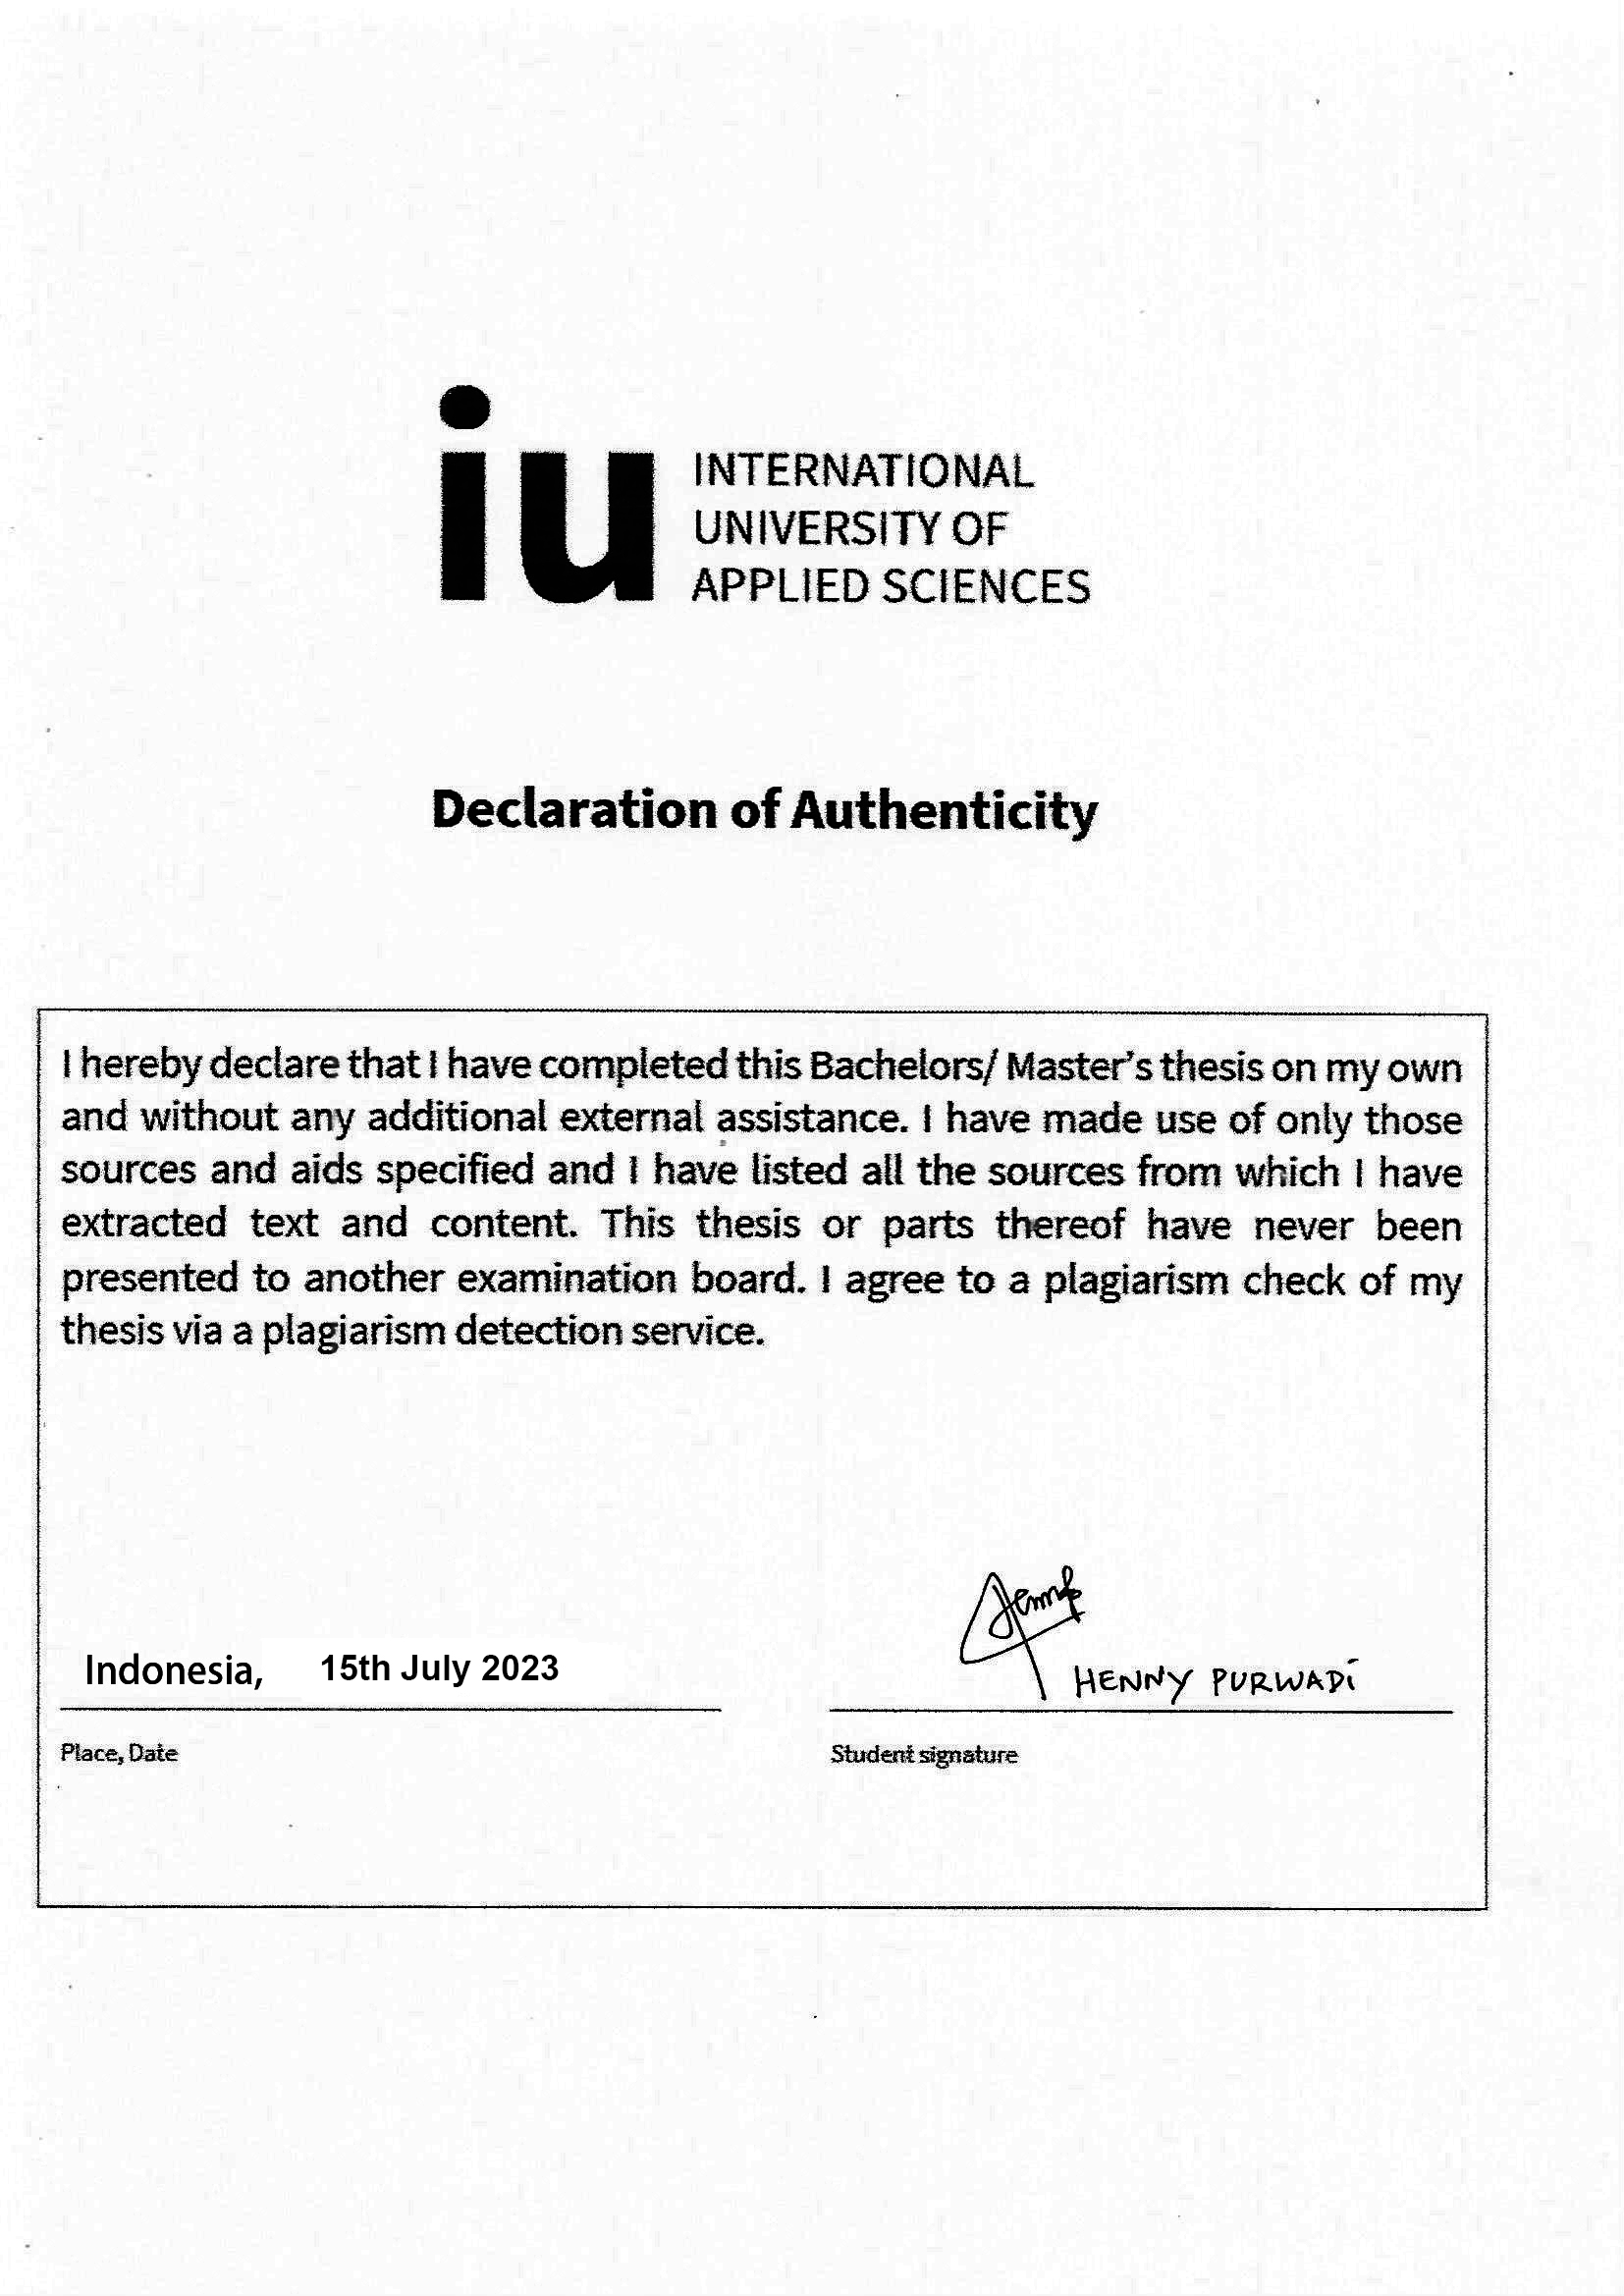 iu INTERNATIONAL
UNIVERSITY OF
APPLIED SCIENCES
Declaration of Authenticity
I hereby declare that I have completed this Bachelors/ Master's thesis on my own
and without any additional external assistance. I have made use of only those
sources and aids specified and I have listed all the sources from which I have
extracted text and content. This thesis or parts thereof have never been
presented to another examination board. I agree to a plagiarism check of my
thesis via a plagiarism detection service.
Indonesia, 15th July 2023
HENNY PURWADI
Place, Date
Student signature